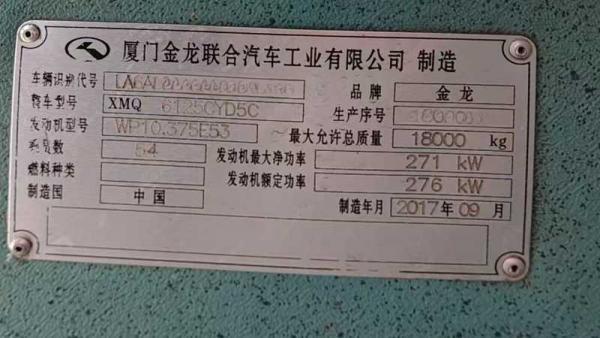 厦门金龙联合汽车工业有限公司 制造
车辆识别代号 品牌 金龙
整车型号 XMQ 6125CYD5C 生产序号
发动机型号 WP10.375E53 最大允许总质量 18000 kg
乘员数 54 发动机最大净功率 271 kW
燃料种类 发动机额定功率 276 kW
制造国 中国 制造年月 2017年09月